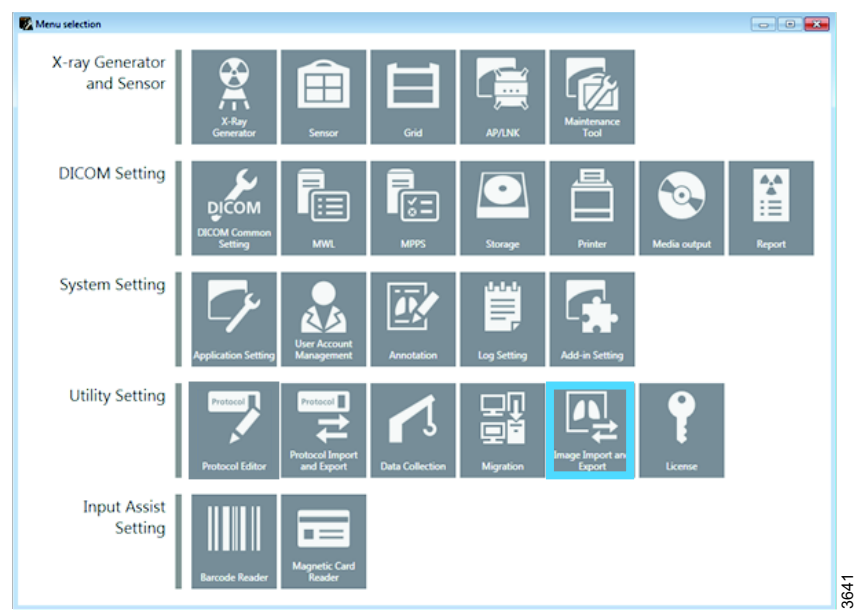 Menu selection
X-ray Generator
and Sensor
X-Ray
Generator
Sensor
Grid
AP/LNK
Maintenance
Tool
DICOM Setting
DICOM
DICOM Common
Setting
MWL
MPPS
Storage
Printer
Media output
Report
System Setting
Application Setting
User Account
Management
Annotation
Log Setting
Add-in Setting
Utility Setting
Protocol
Protocol Editor
Protocol
Protocol Import
and Export
Data Collection
Migration
Image Import and
Export
License
Input Assist
Setting
Barcode Reader
Magnetic Card
Reader
3641